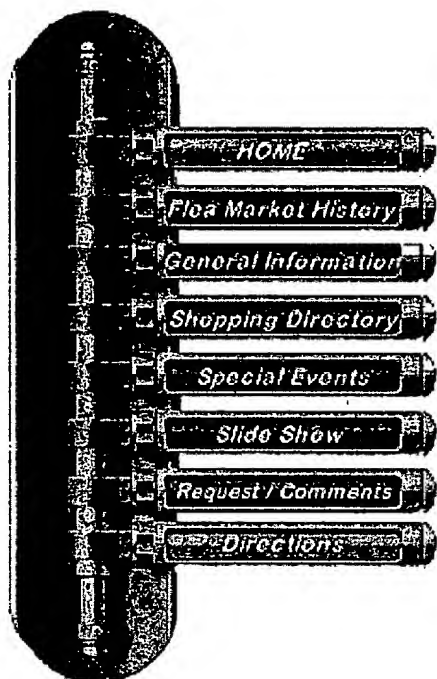 HOME
Flea Market History
General Information
Shopping Directory
Special Events
Slide Show
Request / Comments
Directions